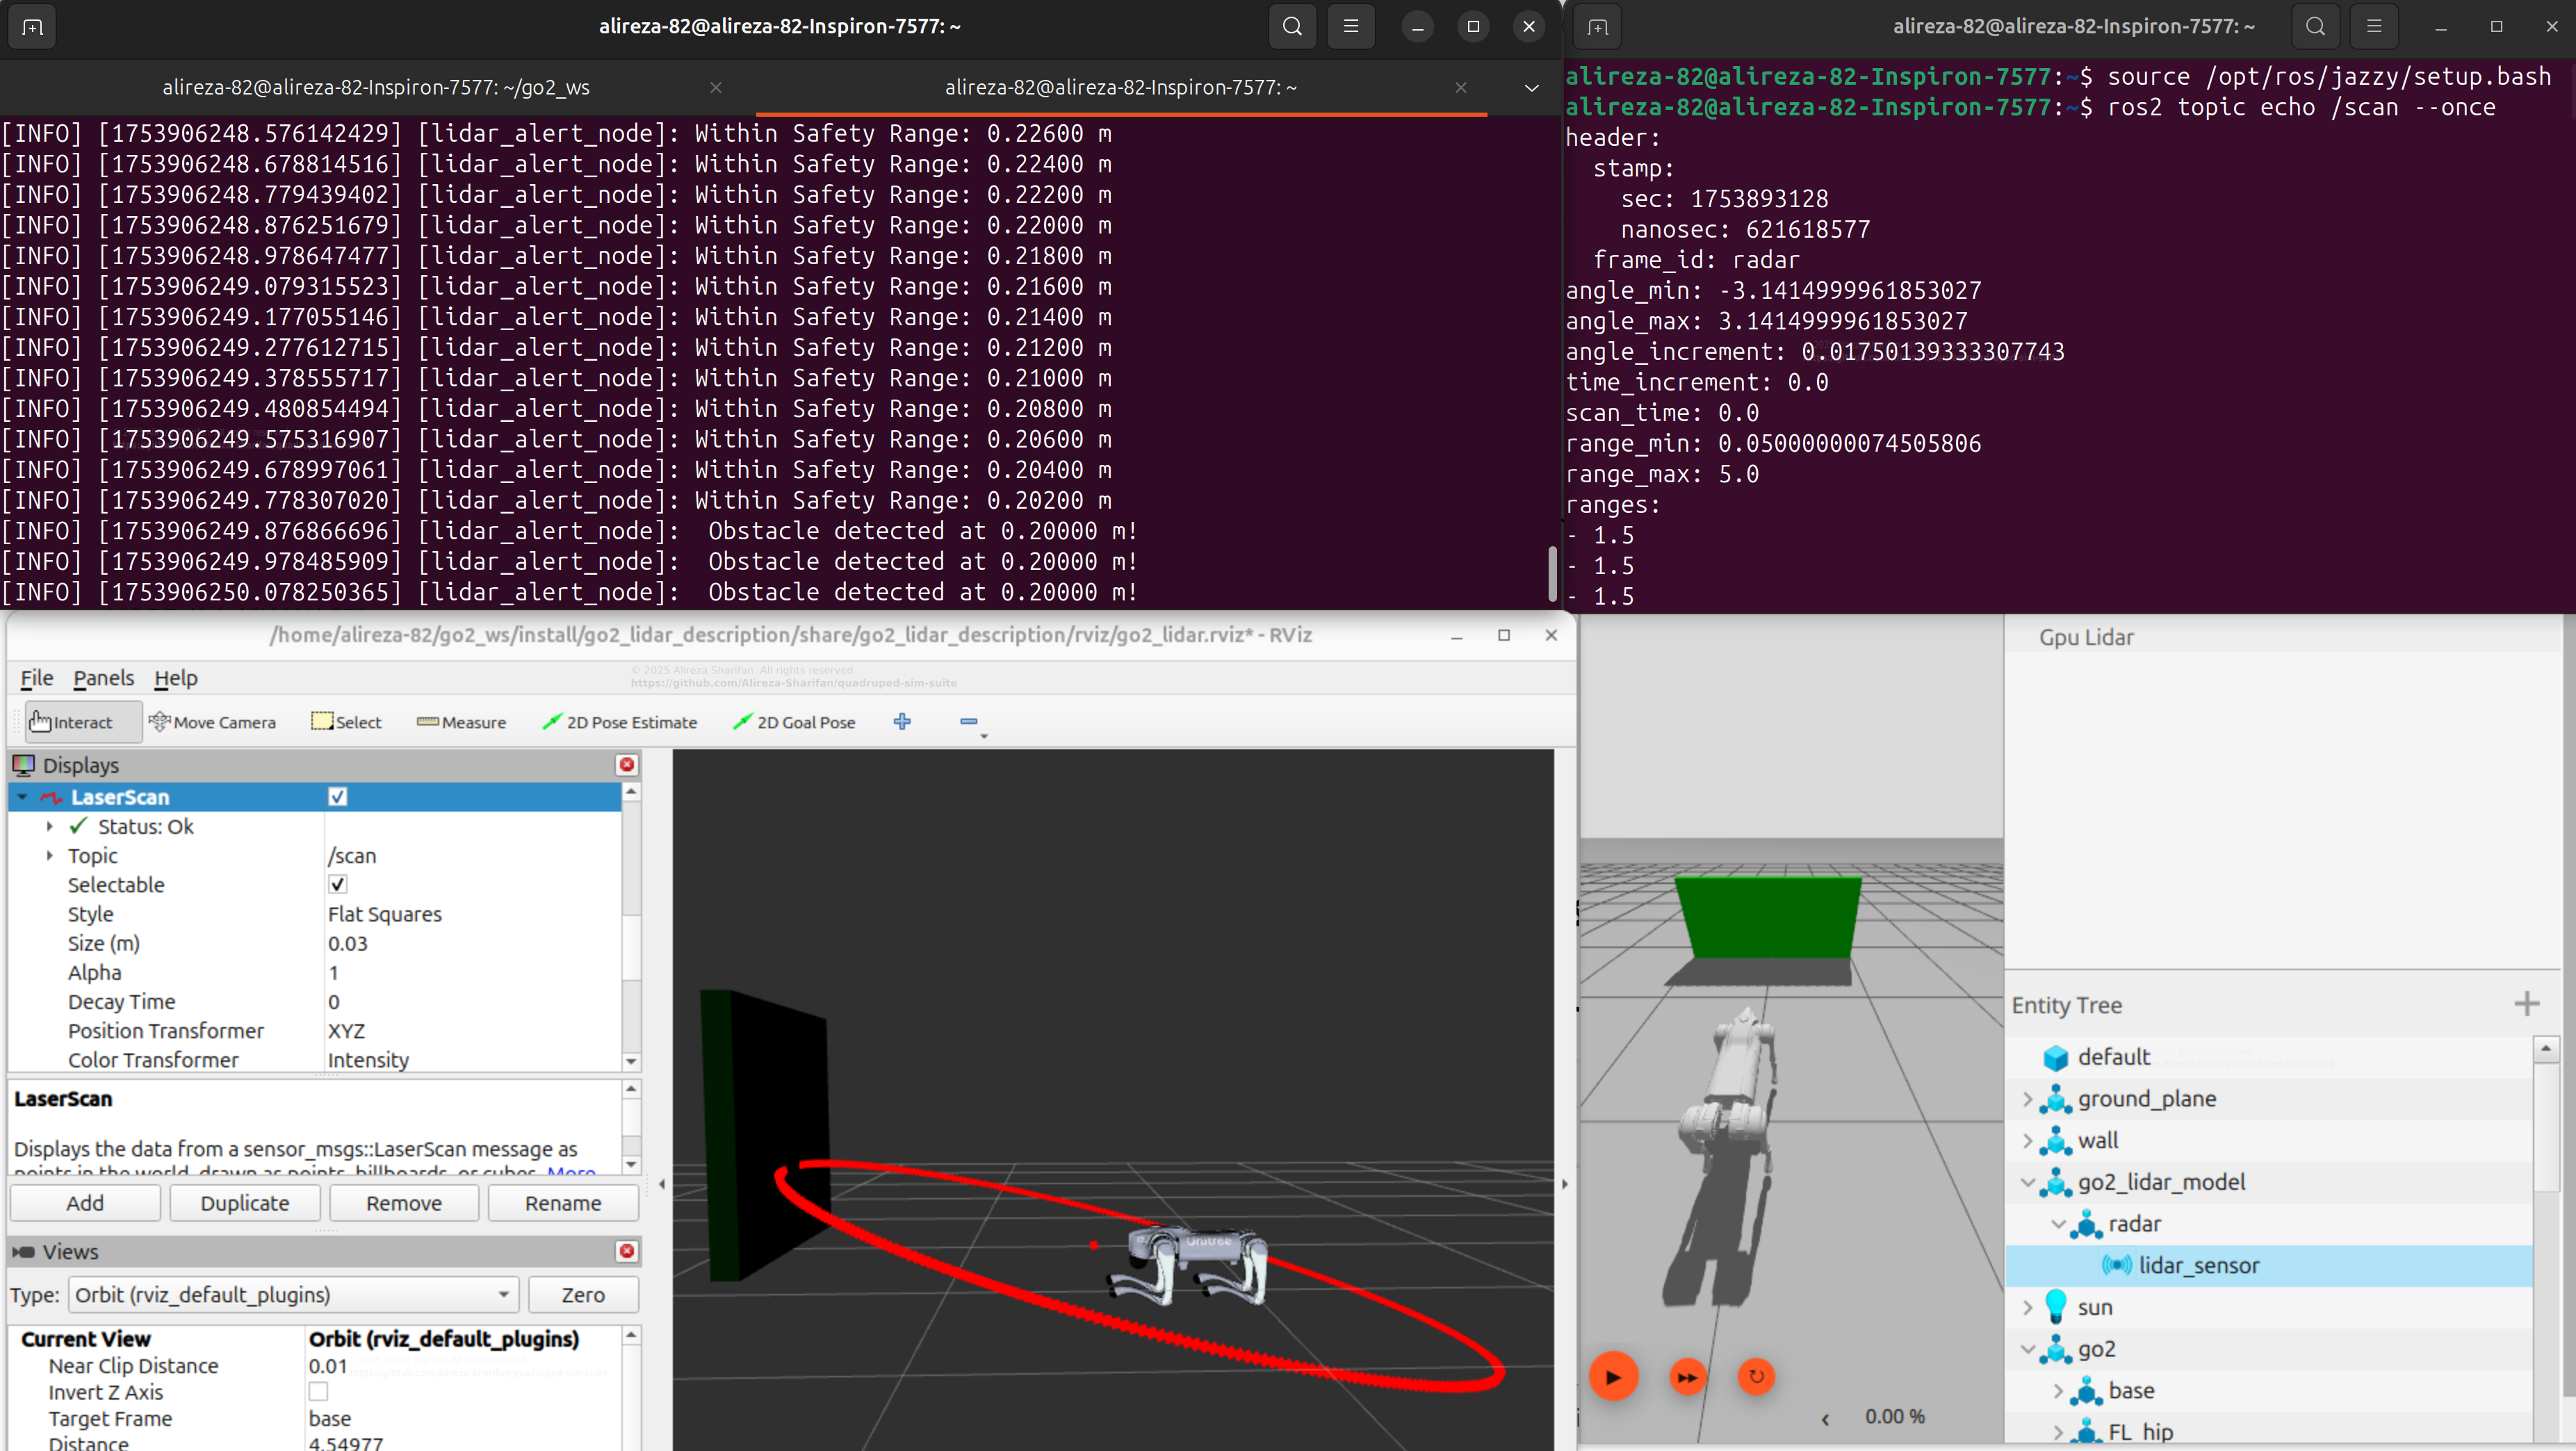 alireza-82@alireza-82-Inspiron-7577: ~
alireza-82@alireza-82-Inspiron-7577: ~/go2_ws
alireza-82@alireza-82-Inspiron-7577: ~
[INFO] [1753906248.576142429] [lidar_alert_node]: Within Safety Range: 0.22600 m
[INFO] [1753906248.678814516] [lidar_alert_node]: Within Safety Range: 0.22400 m
[INFO] [1753906248.779439402] [lidar_alert_node]: Within Safety Range: 0.22200 m
[INFO] [1753906248.876251679] [lidar_alert_node]: Within Safety Range: 0.22000 m
[INFO] [1753906248.978647477] [lidar_alert_node]: Within Safety Range: 0.21800 m
[INFO] [1753906249.079315523] [lidar_alert_node]: Within Safety Range: 0.21600 m
[INFO] [1753906249.177055146] [lidar_alert_node]: Within Safety Range: 0.21400 m
[INFO] [1753906249.277612715] [lidar_alert_node]: Within Safety Range: 0.21200 m
[INFO] [1753906249.378555717] [lidar_alert_node]: Within Safety Range: 0.21000 m
[INFO] [1753906249.480854494] [lidar_alert_node]: Within Safety Range: 0.20800 m
[INFO] [1753906249.575316907] [lidar_alert_node]: Within Safety Range: 0.20600 m
[INFO] [1753906249.678997061] [lidar_alert_node]: Within Safety Range: 0.20400 m
[INFO] [1753906249.778307020] [lidar_alert_node]: Within Safety Range: 0.20200 m
[INFO] [1753906249.876866696] [lidar_alert_node]:  Obstacle detected at 0.20000 m!
[INFO] [1753906249.978485909] [lidar_alert_node]:  Obstacle detected at 0.20000 m!
[INFO] [1753906250.078250365] [lidar_alert_node]:  Obstacle detected at 0.20000 m!
alireza-82@alireza-82-Inspiron-7577: ~
alireza-82@alireza-82-Inspiron-7577:~$ source /opt/ros/jazzy/setup.bash
alireza-82@alireza-82-Inspiron-7577:~$ ros2 topic echo /scan --once
header:
stamp:
sec: 1753893128
nanosec: 621618577
frame_id: radar
angle_min: -3.1414999961853027
angle_max: 3.1414999961853027
angle_increment: 0.01750139333307743
time_increment: 0.0
scan_time: 0.0
range_min: 0.05000000074505806
range_max: 5.0
ranges:
- 1.5
- 1.5
- 1.5
/home/alireza-82/go2_ws/install/go2_lidar_description/share/go2_lidar_description/rviz/go2_lidar.rviz* - RViz
File Panels Help
© 2025 Alireza Sharifan. All rights reserved.
https://github.com/Alireza-Sharifan/quadruped-sim-suite
Interact Move Camera Select Measure 2D Pose Estimate 2D Goal Pose
Displays
LaserScan
Status: Ok
Topic /scan
Selectable
Style Flat Squares
Size (m) 0.03
Alpha 1
Decay Time 0
Position Transformer XYZ
Color Transformer Intensity
LaserScan
Displays the data from a sensor_msgs::LaserScan message as
points in the world, drawn as points, billboards, or cubes. More
Add Duplicate Remove Rename
Views
Type: Orbit (rviz_default_plugins) Zero
Current View Orbit (rviz_default_plugins)
Near Clip Distance 0.01
Invert Z Axis
Target Frame base
Distance 4.54977
Unitree
0.00 %
Gpu Lidar
Entity Tree
default
ground_plane
wall
go2_lidar_model
radar
lidar_sensor
sun
go2
base
FL_hip